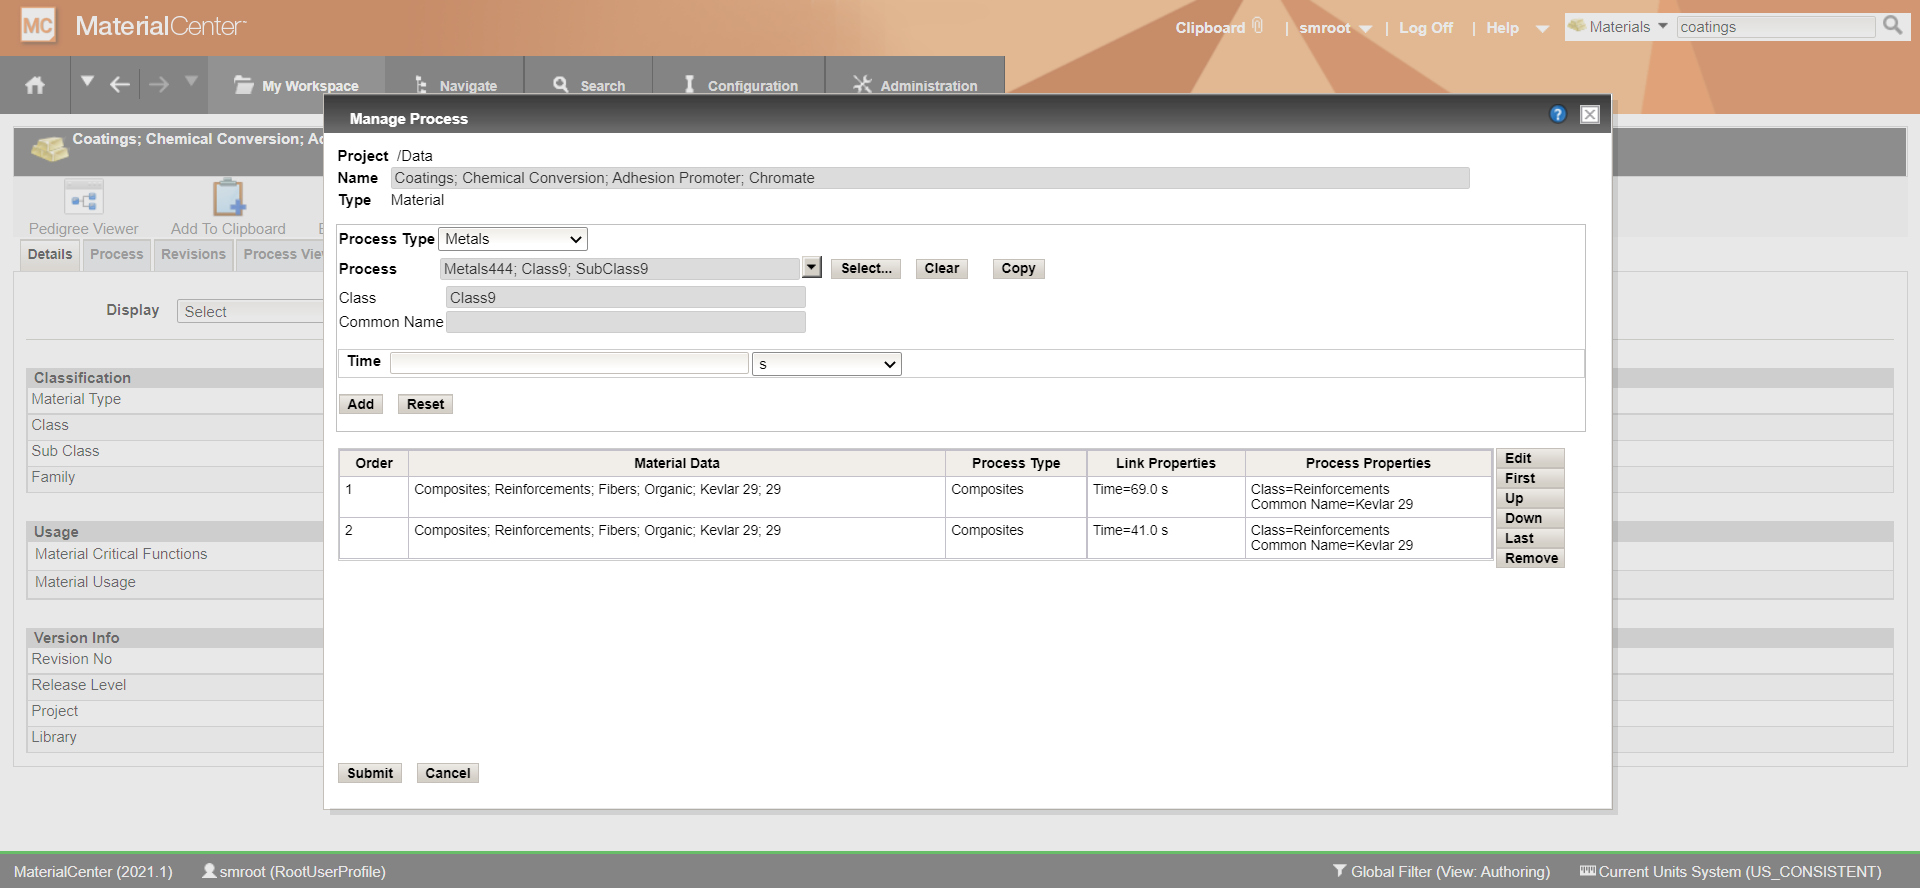 MC MaterialCenter
Clipboard | smroot | Log Off | Help Materials coatings
My Workspace Navigate Search Configuration Administration
Coatings; Chemical Conversion;
Pedigree Viewer Add To Clipboard
Details Process Revisions
Display Select
Classification
Material Type
Class
Sub Class
Family
Usage
Material Critical Functions
Material Usage
Version Info
Revision No
Release Level
Project
Library
Manage Process ?
Project /Data
Name Coatings; Chemical Conversion; Adhesion Promoter; Chromate
Type Material
Process Type Metals
Process Metals444; Class9; SubClass9 Select... Clear Copy
Class Class9
Common Name
Time s
Add Reset
Order Material Data Process Type Link Properties Process Properties
1 Composites; Reinforcements; Fibers; Organic; Kevlar 29; 29 Composites Time=69.0 s Class=Reinforcements
Common Name=Kevlar 29
2 Composites; Reinforcements; Fibers; Organic; Kevlar 29; 29 Composites Time=41.0 s Class=Reinforcements
Common Name=Kevlar 29
Edit
First
Up
Down
Last
Remove
Submit Cancel
MaterialCenter (2021.1) smroot (RootUserProfile) Global Filter (View: Authoring) Current Units System (US_CONSISTENT)